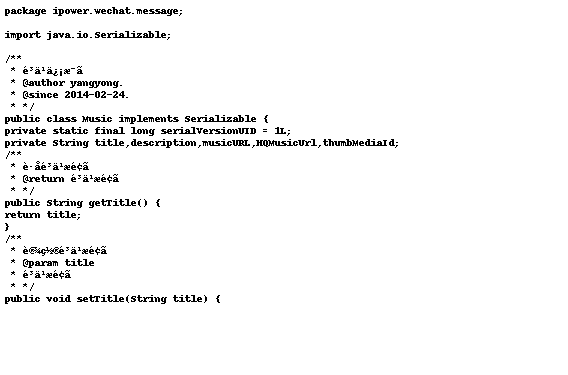 package ipower.wechat.message;
import java.io.Serializable;
/**
* é³ä¹ä¿¡æ¯ã
* @author yangyong.
* @since 2014-02-24.
* */
public class Music implements Serializable {
private static final long serialVersionUID = 1L;
private String title,description,musicURL,HQMusicUrl,thumbMediaId;
/**
* è·åé³ä¹æ é¢ã
* @return é³ä¹æ é¢ã
* */
public String getTitle() {
return title;
}
/**
* è®¾ç½®é³ä¹æ é¢ã
* @param title
* é³ä¹æ é¢ã
* */
public void setTitle(String title) {